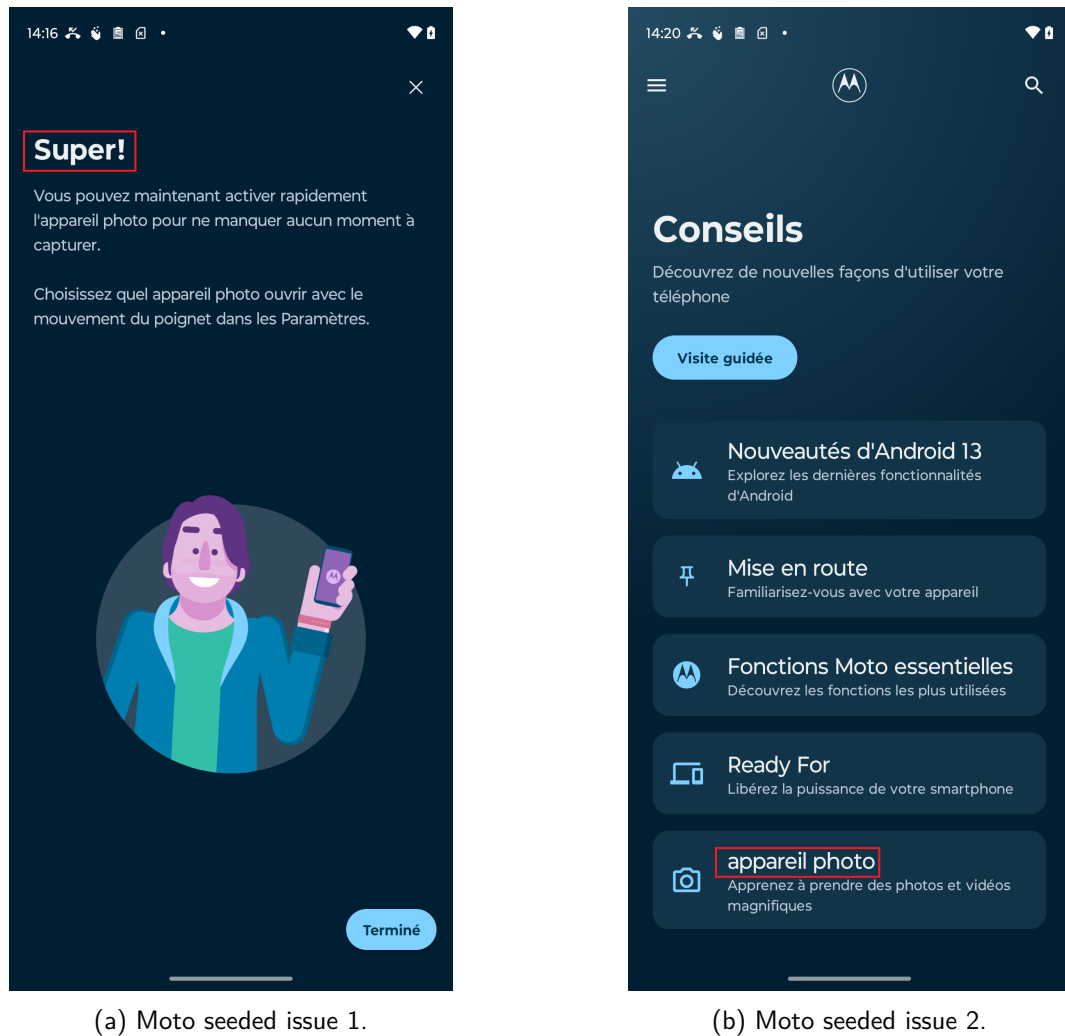 14:16
Super!
Vous pouvez maintenant activer rapidement
l'appareil photo pour ne manquer aucun moment à
capturer.
Choisissez quel appareil photo ouvrir avec le
mouvement du poignet dans les Paramètres.
Terminé
(a) Moto seeded issue 1.
14:20
Conseils
Découvrez de nouvelles façons d'utiliser votre
téléphone
Visite guidée
Nouveautés d'Android 13
Explorez les dernières fonctionnalités
d'Android
Mise en route
Familiarisez-vous avec votre appareil
Fonctions Moto essentielles
Découvrez les fonctions les plus utilisées
Ready For
Libérez la puissance de votre smartphone
appareil photo
Apprenez à prendre des photos et vidéos
magnifiques
(b) Moto seeded issue 2.